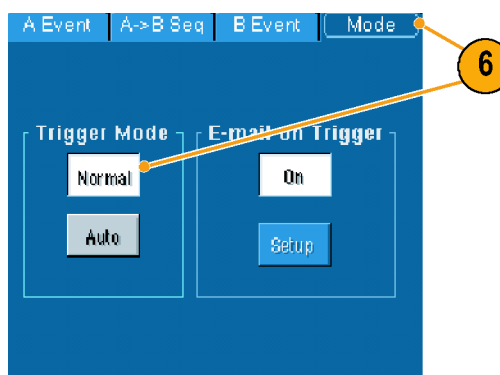 A Event A->B Seq B Event Mode
6
Trigger Mode E-mail on Trigger
Normal On
Auto Setup